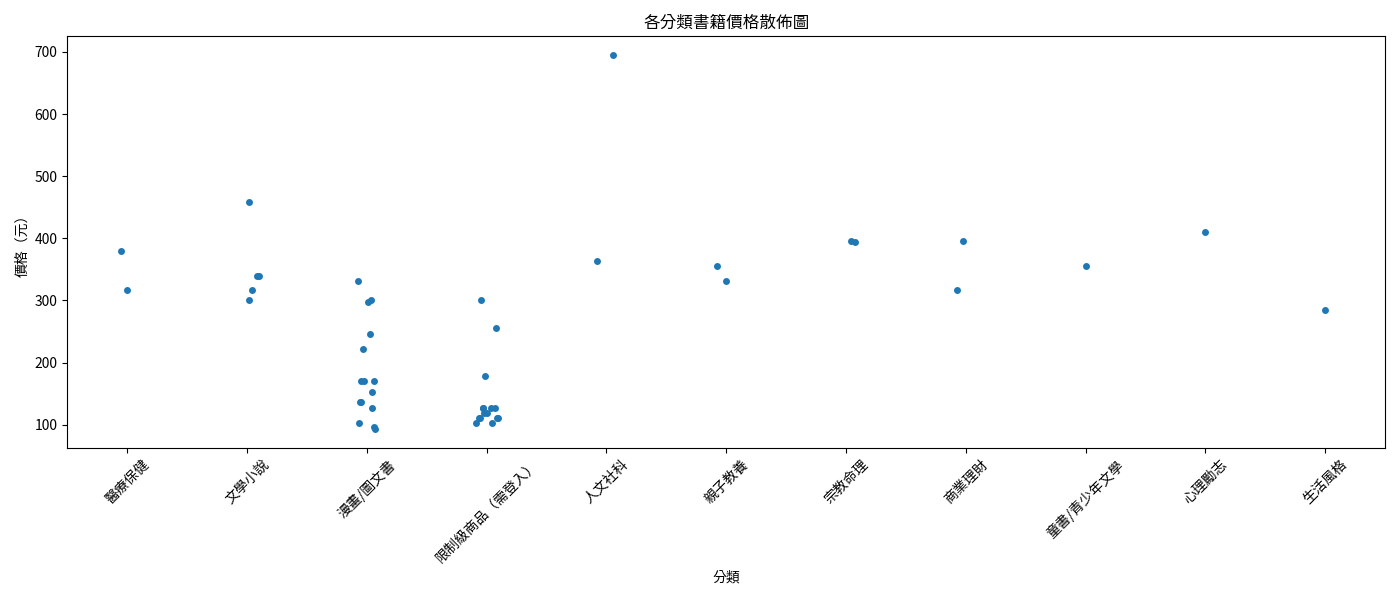 各分類書籍價格散佈圖
價格（元）
700
600
500
400
300
200
100
醫療保健
文學小說
漫畫/圖文書
限制級商品（需登入）
人文社科
親子教養
宗教命理
商業理財
童書/青少年文學
心理勵志
生活風格
分類